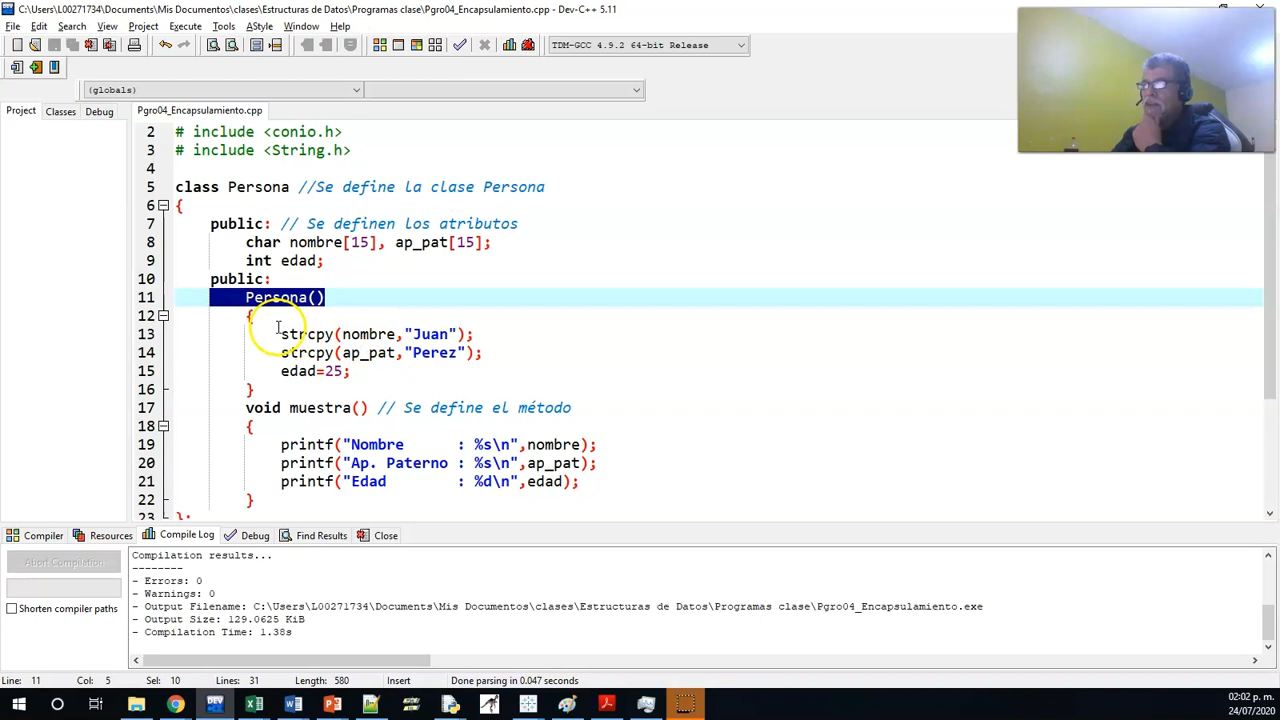 C:\Users\L00271734\Documents\Mis Documentos\clases\Estructuras de Datos\Programas clase\Pgro04_Encapsulamiento.cpp - Dev-C++ 5.11
File Edit Search View Project Execute Tools AStyle Window Help
TDM-GCC 4.9.2 64-bit Release
(globals)
Project Classes Debug Pgro04_Encapsulamiento.cpp
2 # include <conio.h>
3 # include <String.h>
4
5 class Persona //Se define la clase Persona
6 {
7 public: // Se definen los atributos
8 char nombre[15], ap_pat[15];
9 int edad;
10 public:
11 Persona()
12 {
13 strcpy(nombre,"Juan");
14 strcpy(ap_pat,"Perez");
15 edad=25;
16 }
17 void muestra() // Se define el método
18 {
19 printf("Nombre      : %s\n",nombre);
20 printf("Ap. Paterno : %s\n",ap_pat);
21 printf("Edad        : %d\n",edad);
22 }
23 };
Compiler Resources Compile Log Debug Find Results Close
Abort Compilation
Shorten compiler paths
Compilation results...
--------
- Errors: 0
- Warnings: 0
- Output Filename: C:\Users\L00271734\Documents\Mis Documentos\clases\Estructuras de Datos\Programas clase\Pgro04_Encapsulamiento.exe
- Output Size: 129.0625 KiB
- Compilation Time: 1.38s
Line: 11 Col: 5 Sel: 10 Lines: 31 Length: 580 Insert Done parsing in 0.047 seconds
02:02 p. m.
24/07/2020